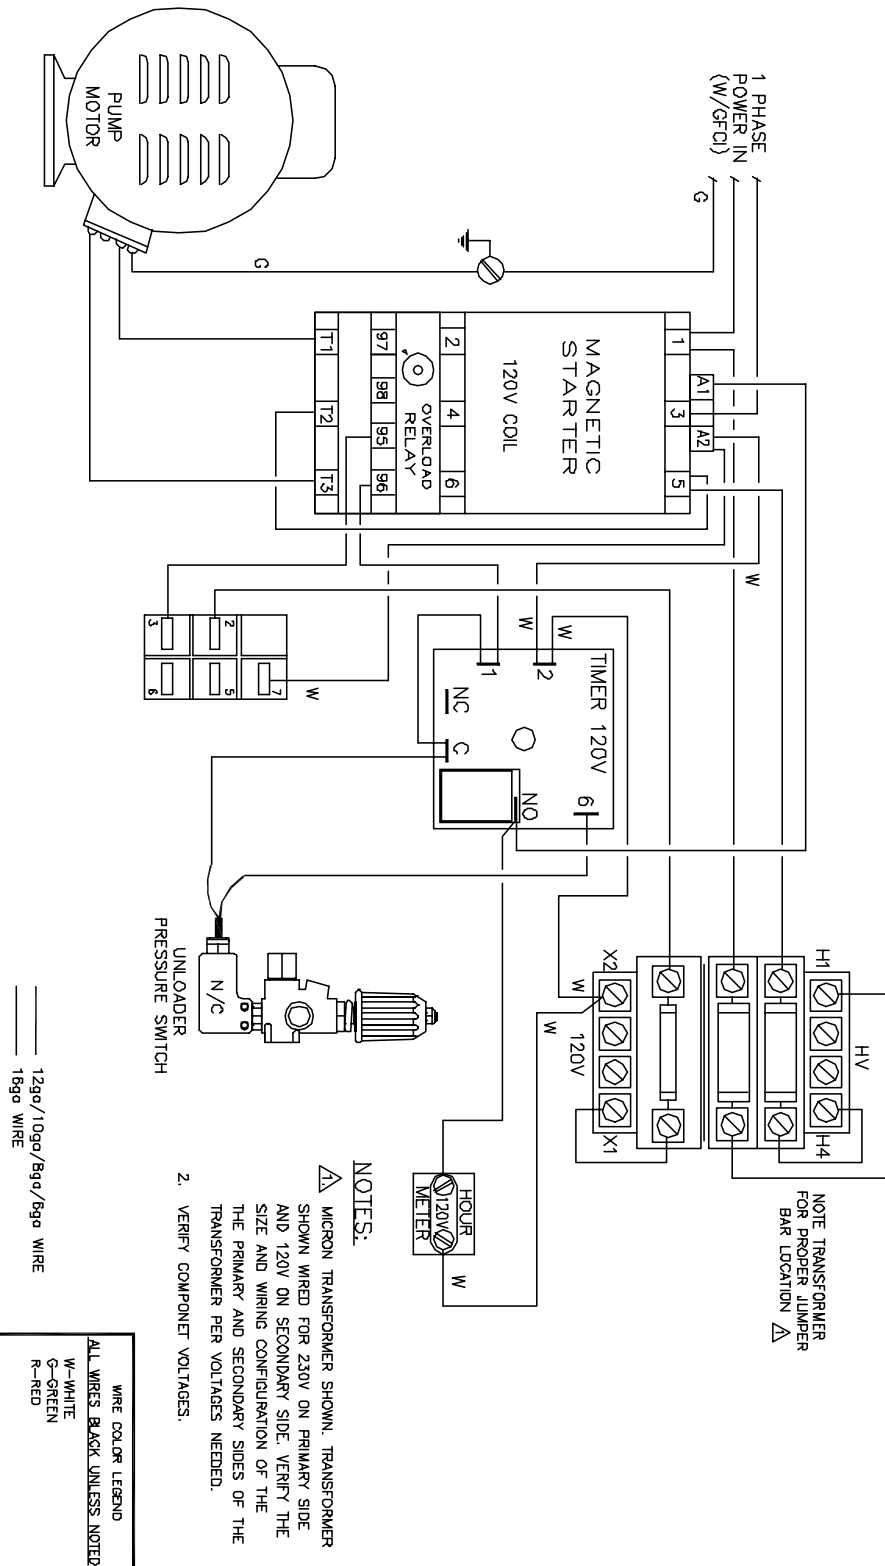 1 PHASE
POWER IN
(W/GFCI)
G
G
PUMP
MOTOR
MAGNETIC
STARTER
120V COIL
1
A1
3
A2
5
2
4
6
OVERLOAD
RELAY
97
98
95
96
T1
T2
T3
W
W
W
3
2
6
5
7
W
TIMER 120V
1
2
NC
C
NO
6
UNLOADER
PRESSURE SWITCH
N/C
H1
HV
H4
X2
120V
X1
W
W
NOTE TRANSFORMER
FOR PROPER JUMPER
BAR LOCATION 1
HOUR
120V
METER
W
NOTES:
1. MICRON TRANSFORMER SHOWN. TRANSFORMER
SHOWN WIRED FOR 230V ON PRIMARY SIDE
AND 120V ON SECONDARY SIDE. VERIFY THE
SIZE AND WIRING CONFIGURATION OF THE
THE PRIMARY AND SECONDARY SIDES OF THE
TRANSFORMER PER VOLTAGES NEEDED.
2. VERIFY COMPONET VOLTAGES.
12ga/10ga/8ga/6ga WIRE
16ga WIRE
WIRE COLOR LEGEND
ALL WIRES BLACK UNLESS NOTED
W-WHITE
G-GREEN
R-RED